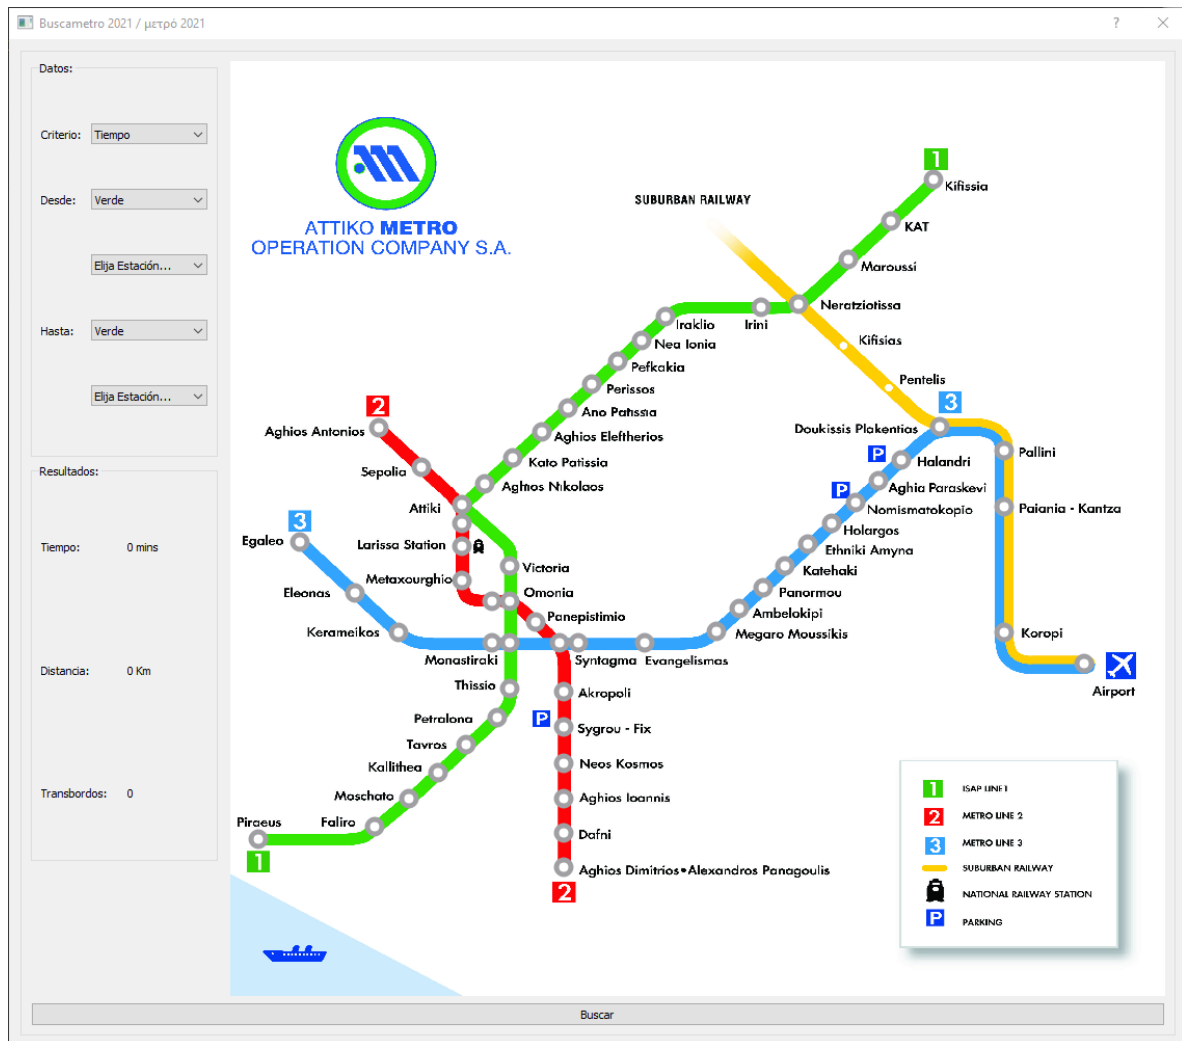 Buscametro 2021 / μετρό 2021
?
Datos:
Criterio: Tiempo
Desde: Verde
Elija Estación...
Hasta: Verde
Elija Estación...
Resultados:
Tiempo: 0 mins
Distancia: 0 Km
Transbordos: 0
ATTIKO METRO
OPERATION COMPANY S.A.
SUBURBAN RAILWAY
1
Kifissia
KAT
Maroussi
Neratziotissa
Irini
Iraklio
Nea Ionia
Pefkakia
Perissos
Ano Patissia
Aghios Eleftherios
Kato Patissia
Aghios Nikolaos
Kifisias
Pentelis
3
Doukissis Plakentias
P
Halandri
Pallini
P
Aghia Paraskevi
Nomismatokopio
Paiania - Kantza
Holargos
Ethniki Amyna
Katehaki
Panormou
Ambelokipi
Megaro Moussikis
Koropi
Airport
2
Aghios Antonios
Sepolia
Attiki
3
Egaleo
Larissa Station
Victoria
Eleonas
Metaxourghio
Omonia
Panepistimio
Kerameikos
Monastiraki
Syntagma
Evangelismas
Thissio
Akropoli
Petralona
P
Sygrou - Fix
Tavros
Kallithea
Neos Kosmos
Moschato
Aghios Ioannis
Piraeus
Faliro
Dafni
1
Aghios Dimitrios•Alexandros Panagoulis
2
1 ISAP LINE 1
2 METRO LINE 2
3 METRO LINE 3
SUBURBAN RAILWAY
NATIONAL RAILWAY STATION
P PARKING
Buscar